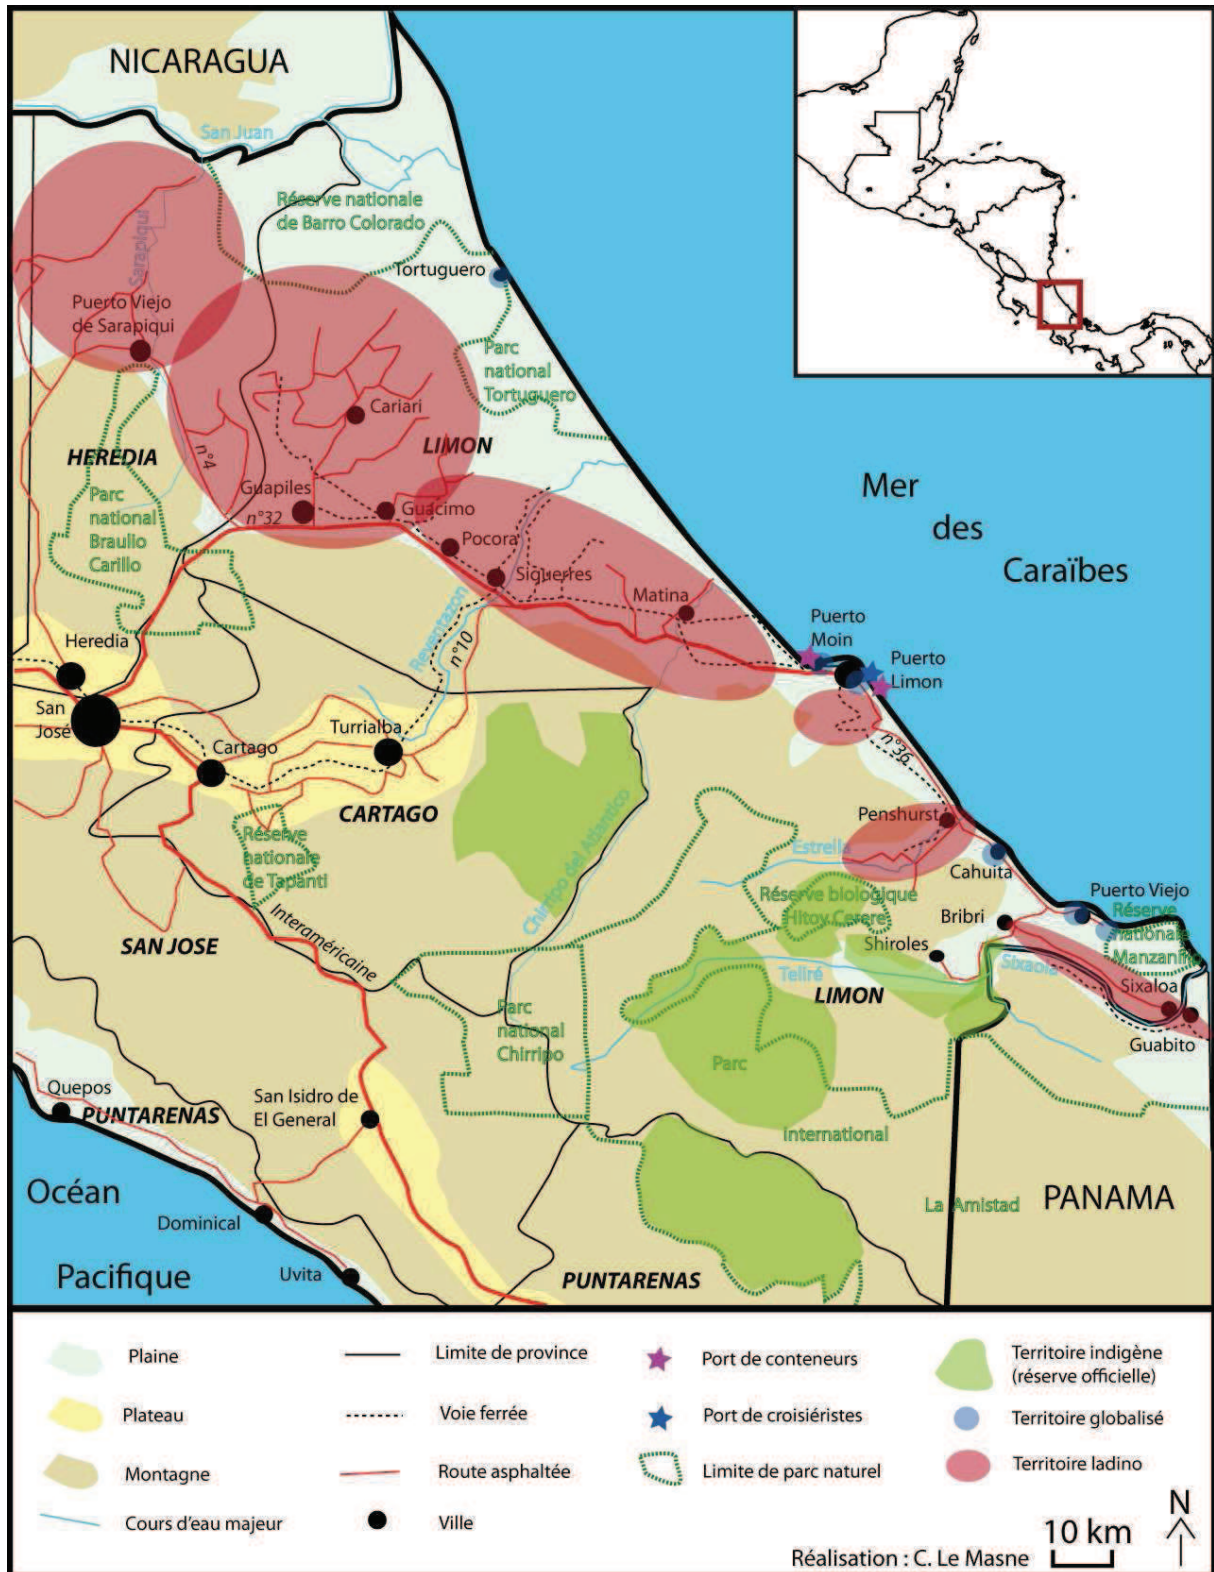 NICARAGUA
San Juan
Réserve nationale
de Barro Colorado
Sarapiqui
Tortuguero
Puerto Viejo
de Sarapiqui
Parc
national
Tortuguero
Cariari
HEREDIA
LIMON
n°4
Parc
national
Braulio
Carillo
Guapiles
n°32
Guacimo
Pocora
Siguerres
Matina
Mer
des
Caraïbes
Reventazon
n°10
Puerto
Moin
Puerto
Limon
Heredia
San
José
Cartago
Turrialba
n°36
CARTAGO
Réserve
nationale
de Tapanti
Chirripo del Atlantico
Penshurst
Estrella
Cahuita
Réserve biologique
Hitoy Cerere
Bribri
Puerto Viejo
Réserve
nationale
Manzanillo
Shiroles
Teliré
Sixaola
Sixaloa
Guabito
SAN JOSE
Interaméricaine
LIMON
Parc
national
Chirripo
Parc
International
La Amistad
Quepos
PUNTARENAS
San Isidro de
El General
Océan
Pacifique
Dominical
Uvita
PUNTARENAS
PANAMA
Plaine
Limite de province
Port de conteneurs
Territoire indigène
(réserve officielle)
Plateau
Voie ferrée
Port de croisiéristes
Territoire globalisé
Montagne
Route asphaltée
Limite de parc naturel
Territoire ladino
Cours d'eau majeur
Ville
N
10 km
Réalisation : C. Le Masne